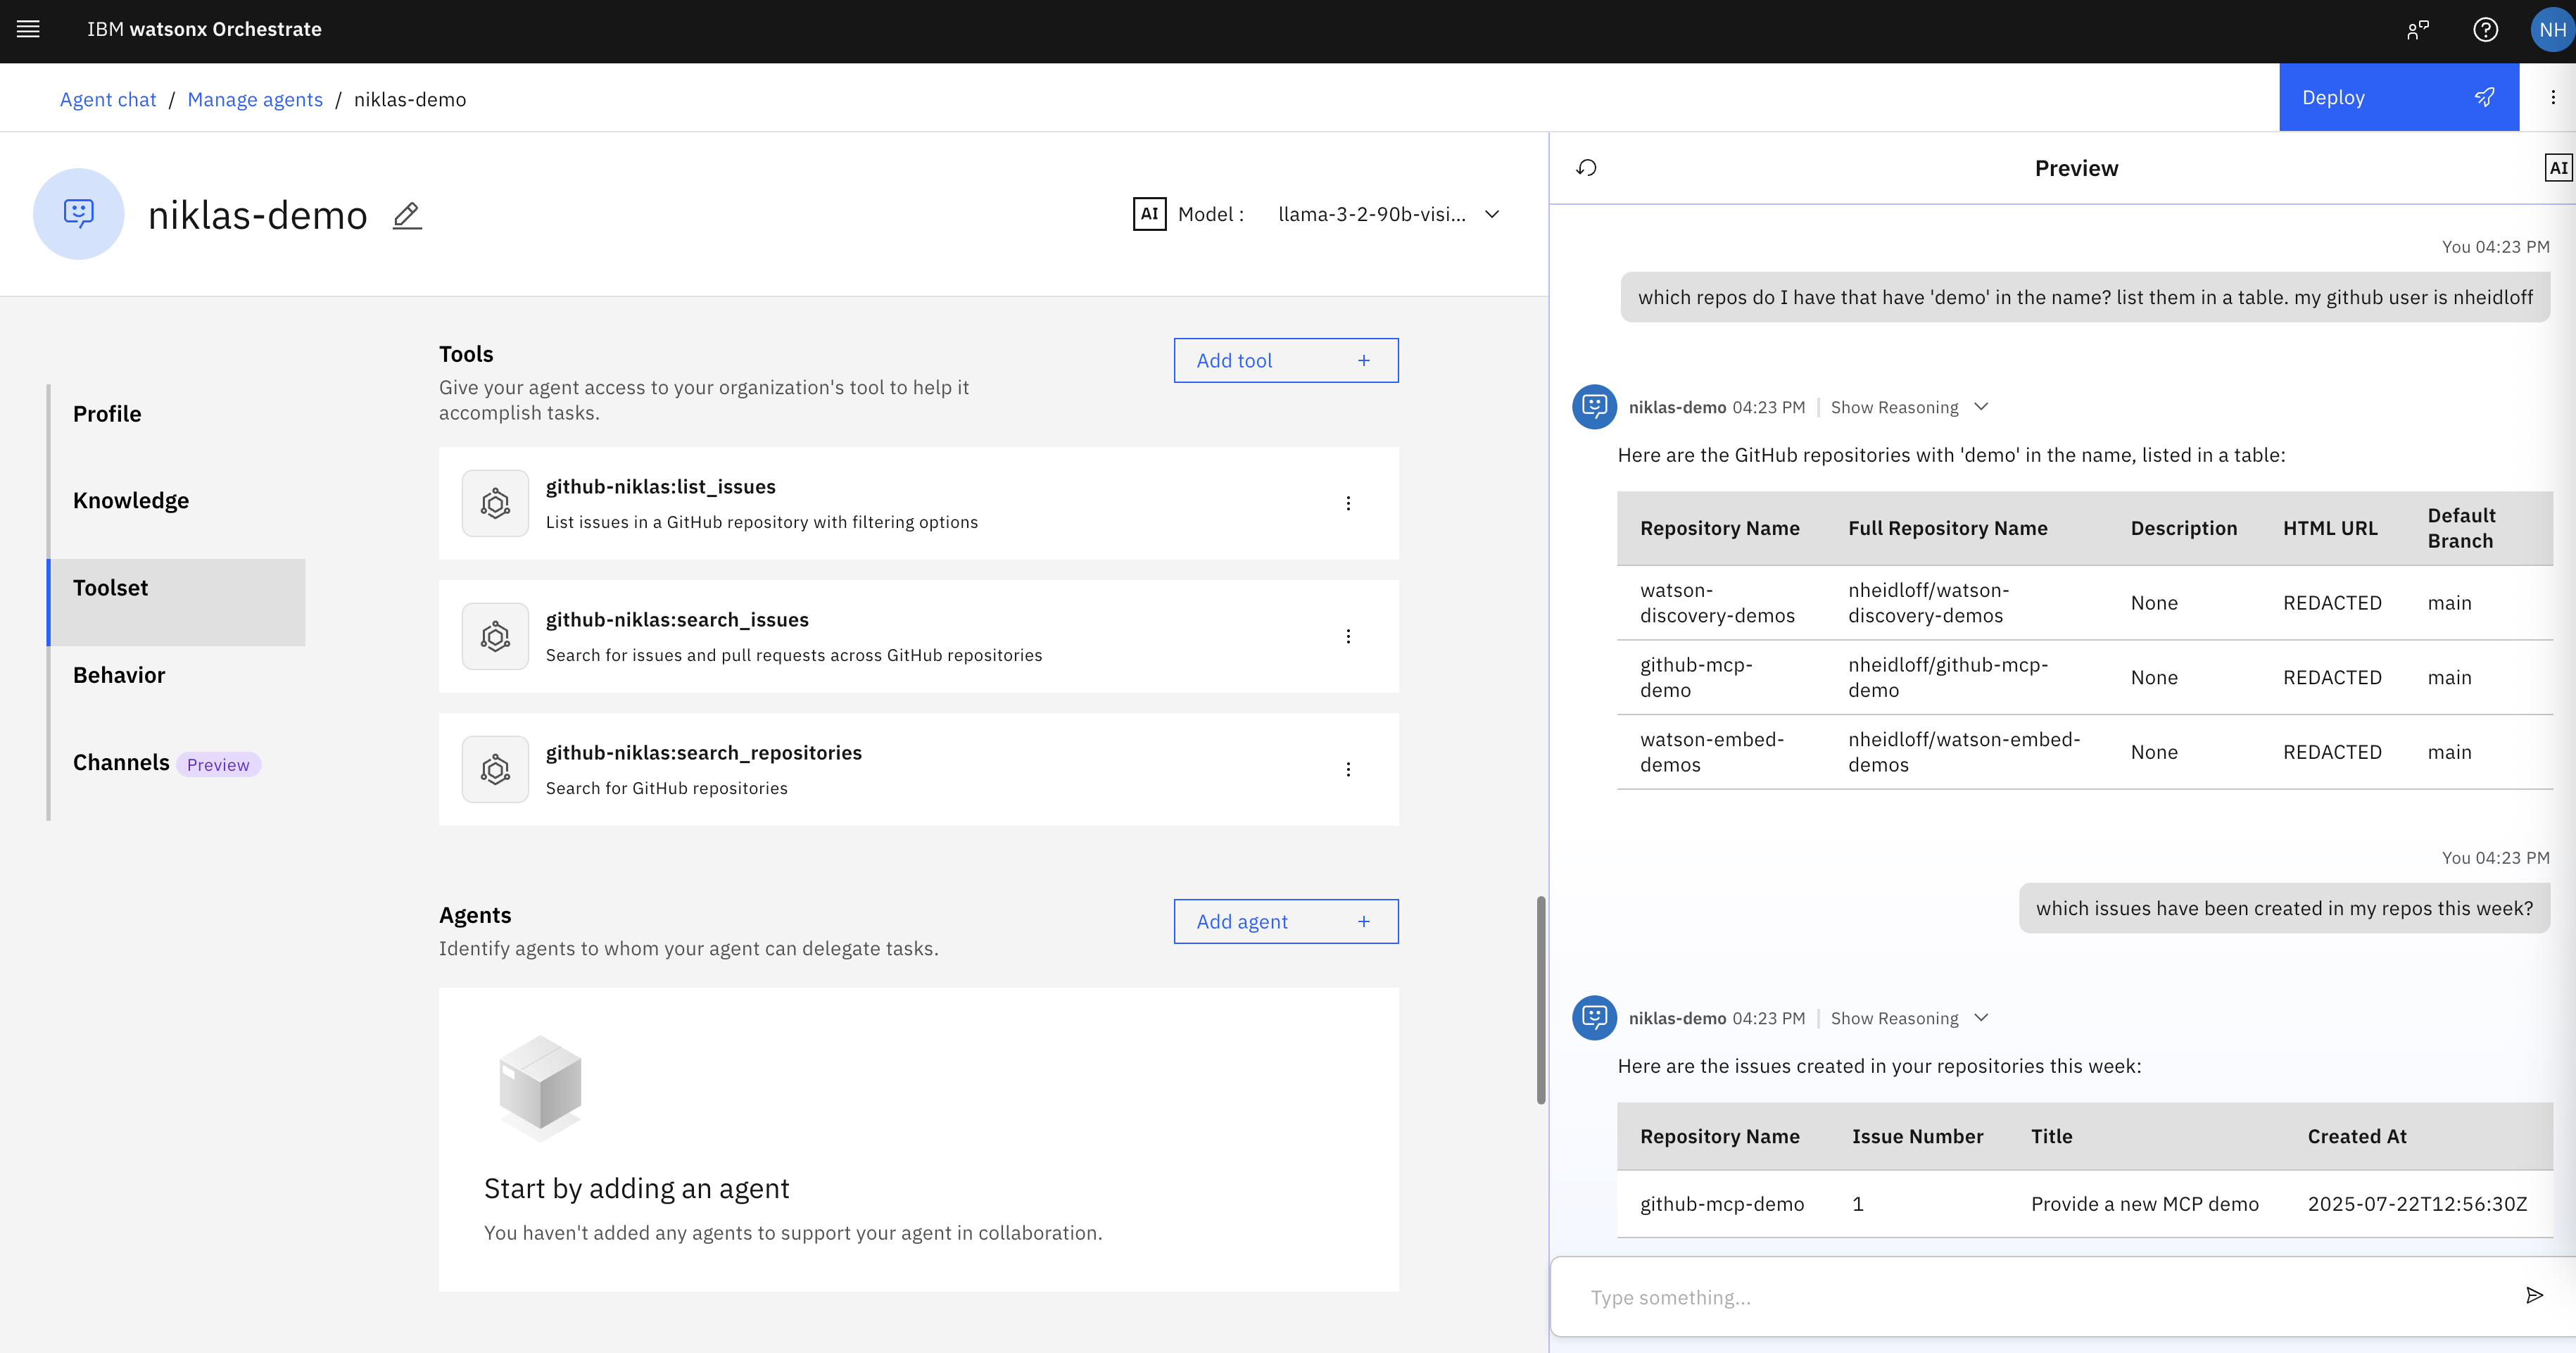 IBM watsonx Orchestrate
NH
Agent chat / Manage agents / niklas-demo
Deploy
niklas-demo
AI Model : llama-3-2-90b-visi...
Profile
Knowledge
Toolset
Behavior
Channels Preview
Tools
Give your agent access to your organization's tool to help it
accomplish tasks.
Add tool +
github-niklas:list_issues
List issues in a GitHub repository with filtering options
github-niklas:search_issues
Search for issues and pull requests across GitHub repositories
github-niklas:search_repositories
Search for GitHub repositories
Agents
Identify agents to whom your agent can delegate tasks.
Add agent +
Start by adding an agent
You haven't added any agents to support your agent in collaboration.
Preview
AI
You 04:23 PM
which repos do I have that have 'demo' in the name? list them in a table. my github user is nheidloff
niklas-demo 04:23 PM | Show Reasoning
Here are the GitHub repositories with 'demo' in the name, listed in a table:
Repository Name Full Repository Name Description HTML URL Default
Branch
watson- nheidloff/watson- None REDACTED main
discovery-demos discovery-demos
github-mcp- nheidloff/github-mcp- None REDACTED main
demo demo
watson-embed- nheidloff/watson-embed- None REDACTED main
demos demos
You 04:23 PM
which issues have been created in my repos this week?
niklas-demo 04:23 PM | Show Reasoning
Here are the issues created in your repositories this week:
Repository Name Issue Number Title Created At
github-mcp-demo 1 Provide a new MCP demo 2025-07-22T12:56:30Z
Type something...